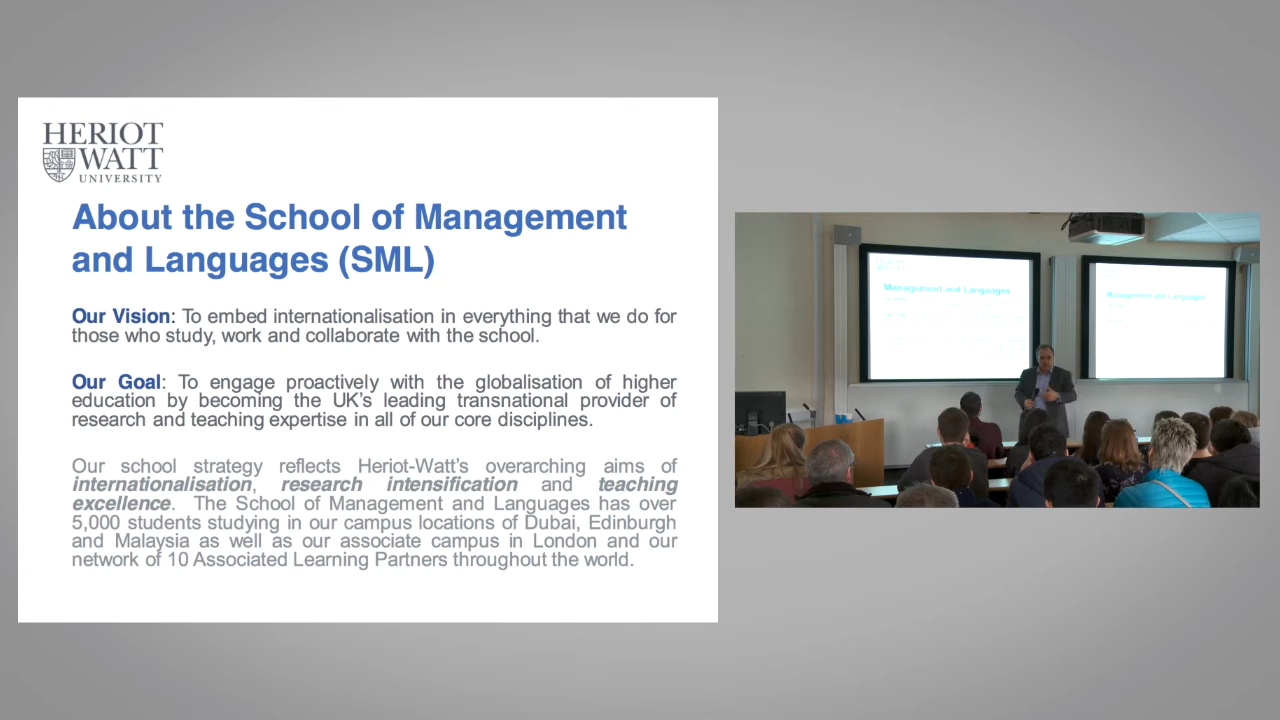 HERIOT
WATT
UNIVERSITY
About the School of Management
and Languages (SML)
Our Vision: To embed internationalisation in everything that we do for
those who study, work and collaborate with the school.
Our Goal: To engage proactively with the globalisation of higher
education by becoming the UK's leading transnational provider of
research and teaching expertise in all of our core disciplines.
Our school strategy reflects Heriot-Watt's overarching aims of
internationalisation, research intensification and teaching
excellence. The School of Management and Languages has over
5,000 students studying in our campus locations of Dubai, Edinburgh
and Malaysia as well as our associate campus in London and our
network of 10 Associated Learning Partners throughout the world.
Management and Languages
Management and Languages